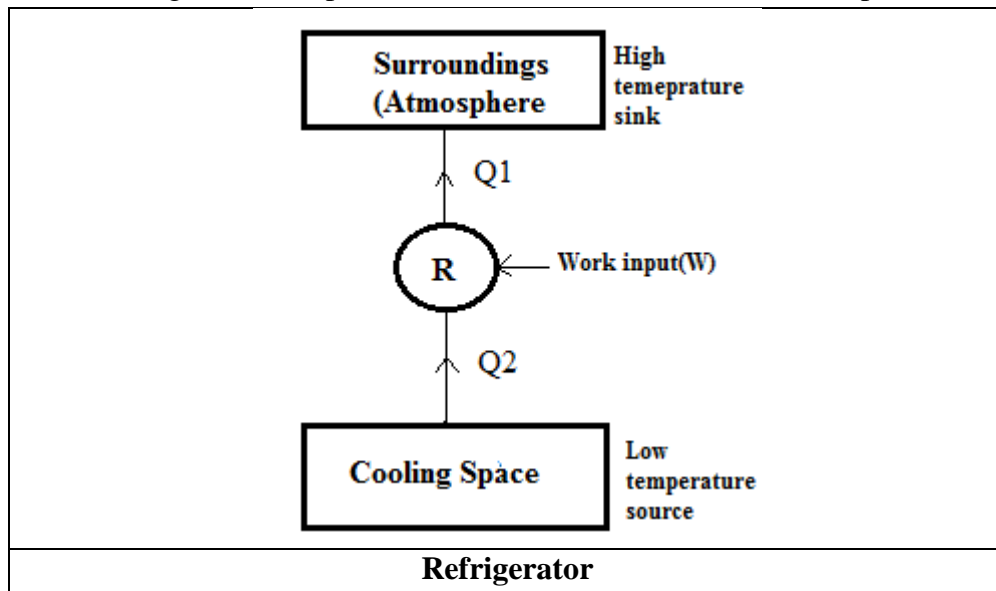 Surroundings
(Atmosphere
High
temeprature
sink
Q1
R
Work input(W)
Q2
Cooling Space
Low
temperature
source
Refrigerator